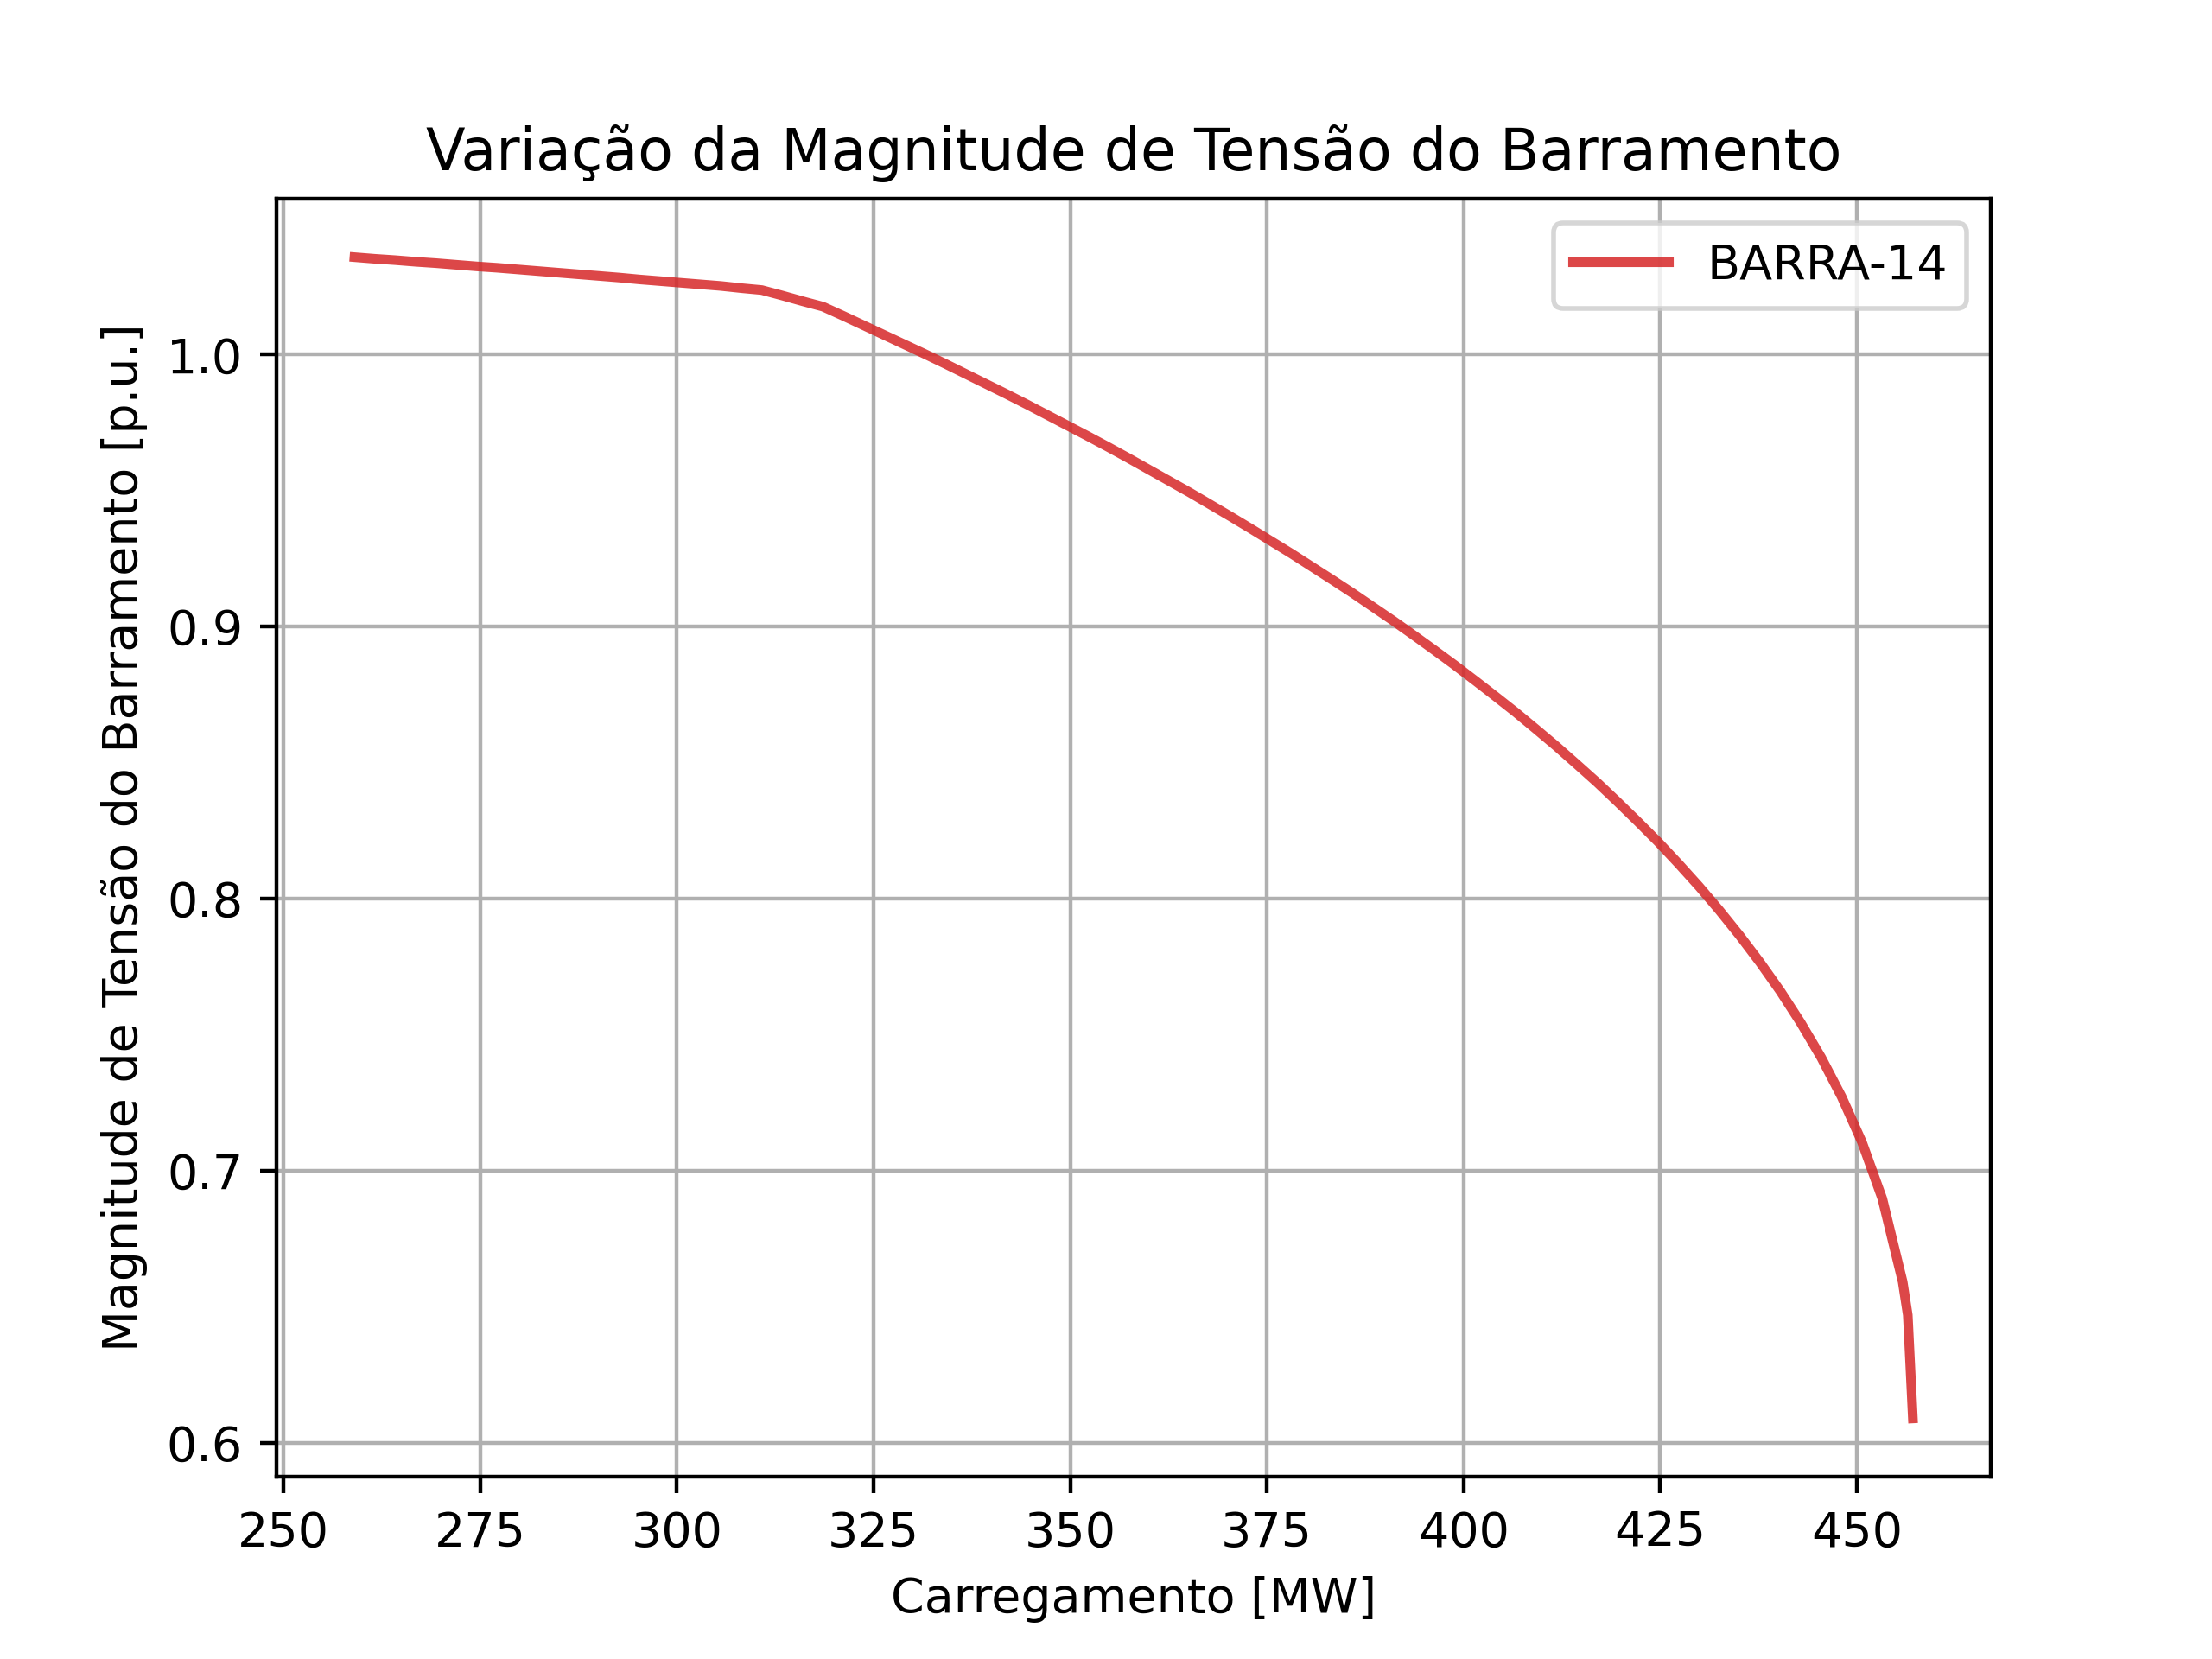 Variação da Magnitude de Tensão do Barramento
BARRA-14
Magnitude de Tensão do Barramento [p.u.]
1.0
0.9
0.8
0.7
0.6
250 275 300 325 350 375 400 425 450
Carregamento [MW]